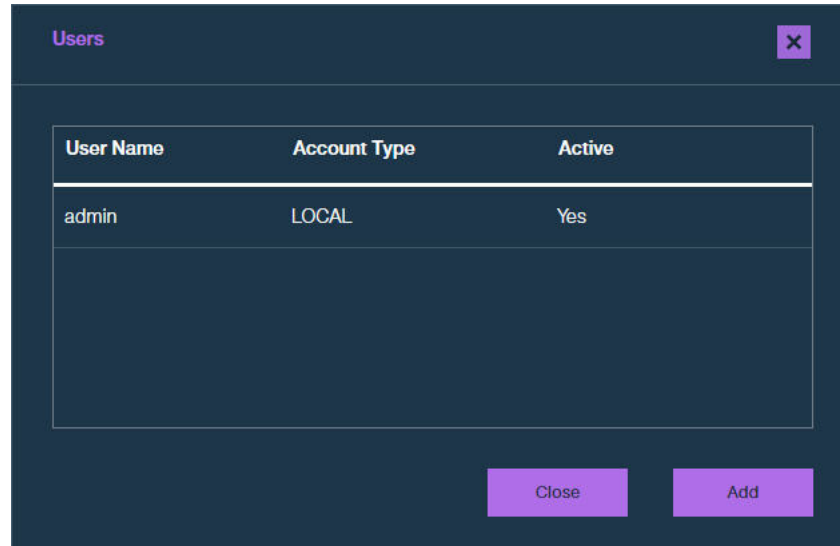 Users
User Name Account Type Active
admin LOCAL Yes
Close Add